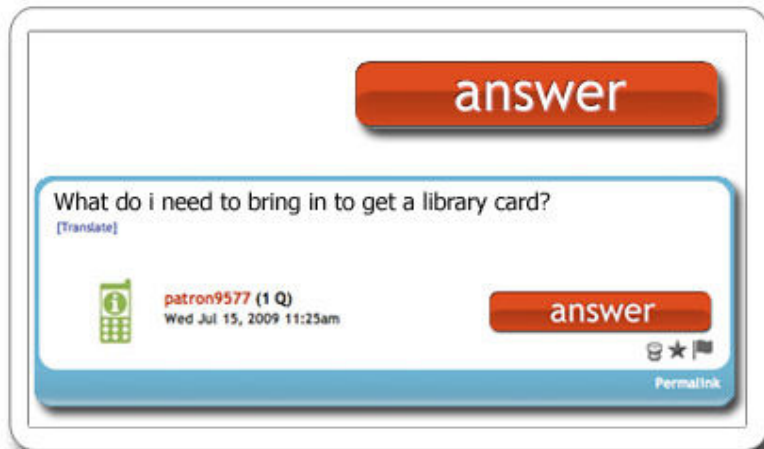 answer
What do i need to bring in to get a library card?
[Translate]
patron9577 (1 Q)
Wed Jul 15, 2009 11:25am
answer
Permalink